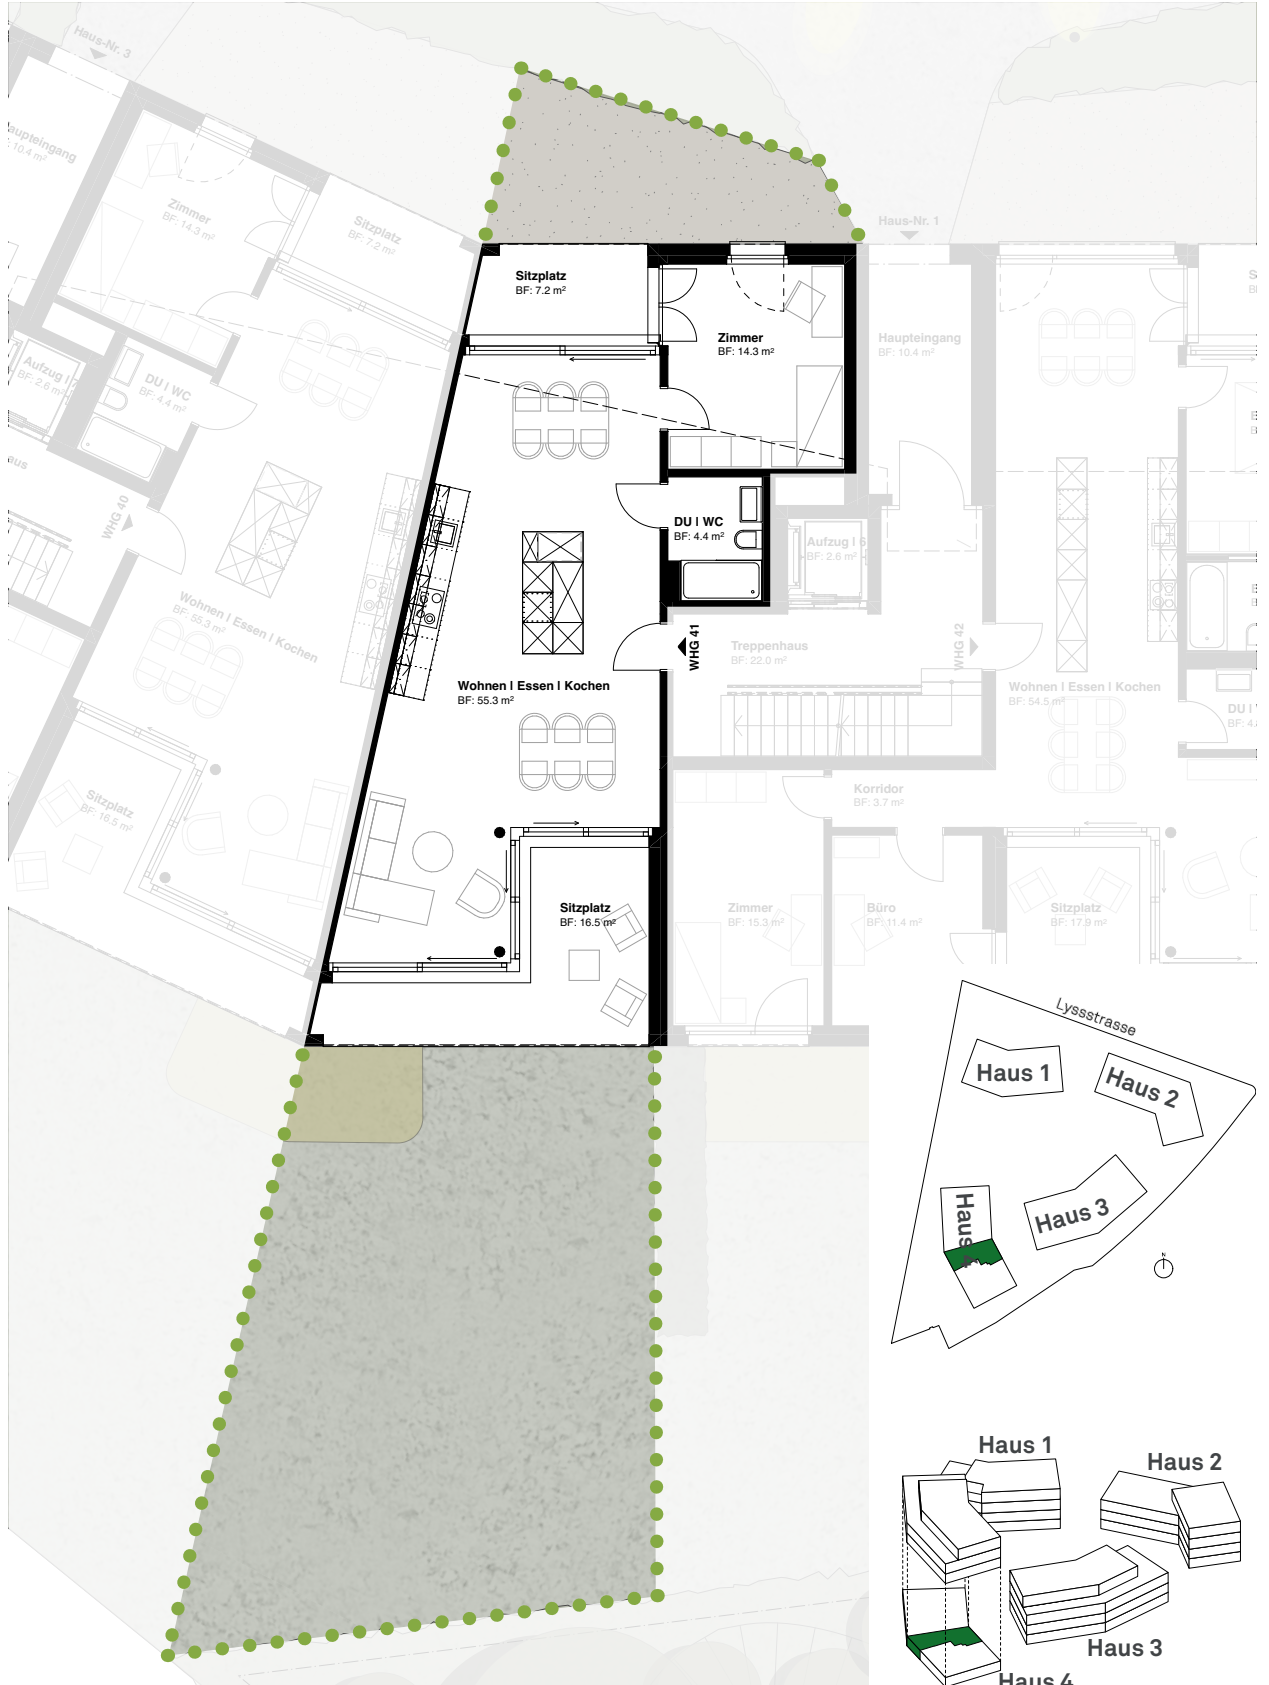 Haus-Nr. 3
aupteingang
10.4 m²
Zimmer
BF: 14.3 m²
Sitzplatz
BF: 7.2 m²
Aufzug I
BF: 2.6 m²
DU I WC
BF: 4.4 m²
aus
WHG 40
Wohnen I Essen I Kochen
BF: 55.3 m²
Sitzplatz
BF: 16.5 m²
Sitzplatz
BF: 7.2 m²
Zimmer
BF: 14.3 m²
DU I WC
BF: 4.4 m²
WHG 41
Wohnen I Essen I Kochen
BF: 55.3 m²
Sitzplatz
BF: 16.5 m²
Haus-Nr. 1
Haupteingang
BF: 10.4 m²
Aufzug I 6
BF: 2.6 m²
Treppenhaus
BF: 22.0 m²
WHG 42
Wohnen I Essen I Kochen
BF: 54.5 m²
DU I
BF: 4.
Korridor
BF: 3.7 m²
Zimmer
BF: 15.3 m²
Büro
BF: 11.4 m²
Sitzplatz
BF: 17.9 m²
S
Lyssstrasse
Haus 1
Haus 2
Haus 3
Haus 4
N
Haus 1
Haus 2
Haus 3
Haus 4